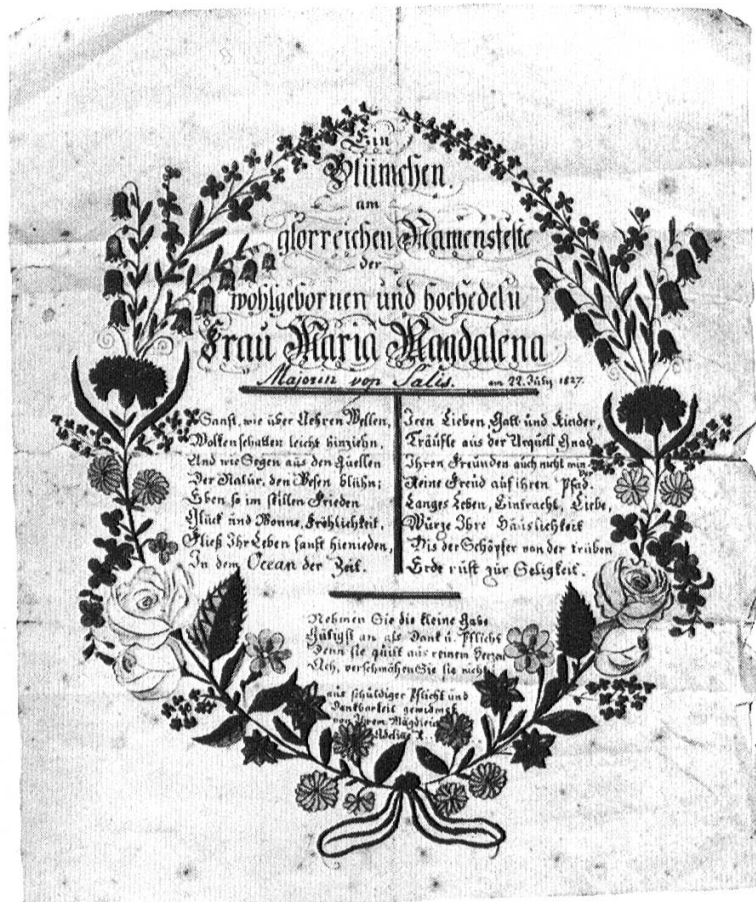 Ein
Blümchen
am
glorreichen Namensfeste
der
wohlgebornen und hochedeln
Frau Maria Magdalena
Majorin von Salis.
am 22. July 1827.
Sanft, wie über Aehren Wellen,
Wolkenschatten leicht hinziehn,
Und wie Segen aus den Quellen
Der Natur, den Wesen blühn;
Eben so im stillen Frieden
Glück und Wonne, Fröhlichkeit,
Fließ Ihr Leben sanft hienieden,
In dem Ocean der Zeit.
Lieben, Gatt und Kinder,
Träufle aus der Urquell Gnad
Ihren Freunden auch nicht minder
Reine Freud auf ihren Pfad.
Langes Leben, Eintracht, Liebe,
Würze Ihre Häuslichkeit
Bis der Schöpfer von der trüben
Erde ruft zur Seligkeit.
Nehmen Sie die kleine Gabe
Gütigst an als Dank u. Pflicht
Denn sie quillt aus reinem Herzen
Ach, verschmähen Sie sie nicht.
aus schuldiger Pflicht und
Dankbarkeit gewidmet
von Ihrem